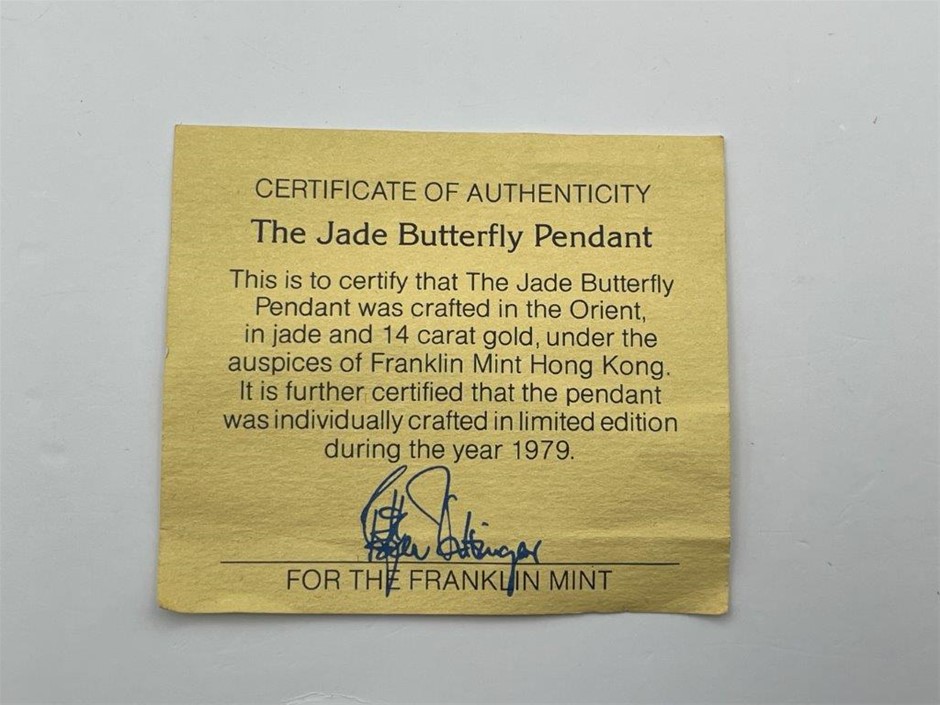 CERTIFICATE OF AUTHENTICITY
The Jade Butterfly Pendant
This is to certify that The Jade Butterfly
Pendant was crafted in the Orient,
in jade and 14 carat gold, under the
auspices of Franklin Mint Hong Kong.
It is further certified that the pendant
was individually crafted in limited edition
during the year 1979.
FOR THE FRANKLIN MINT